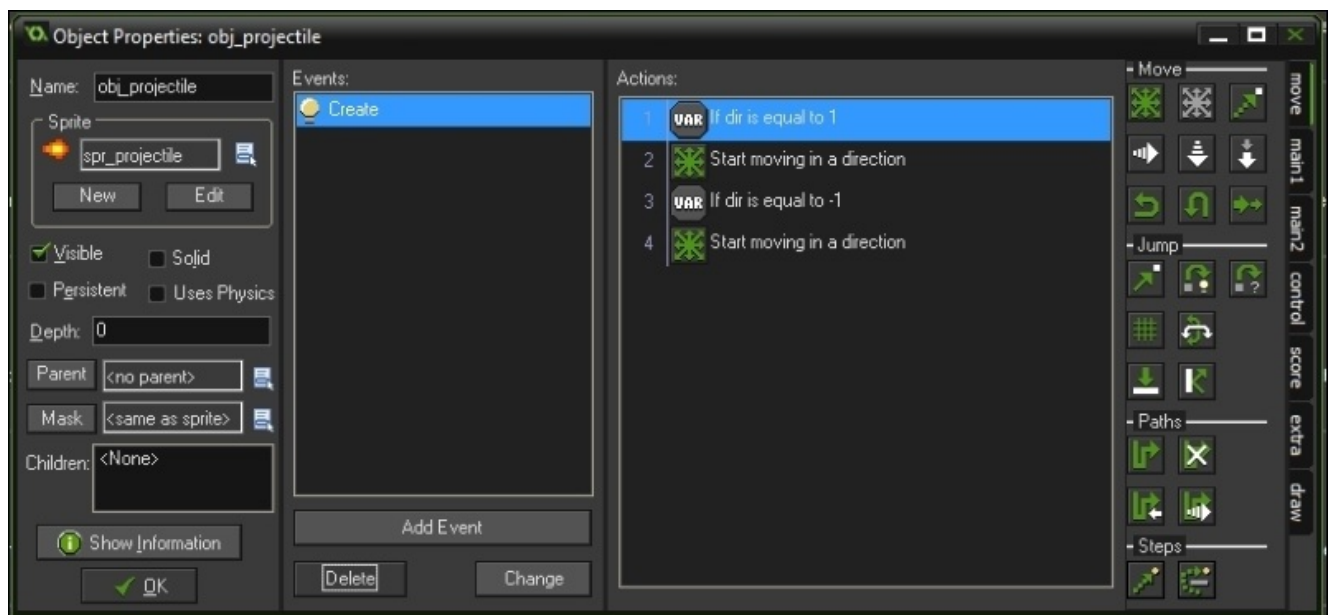 Object Properties: obj_projectile
Name: obj_projectile
Sprite
spr_projectile
New Edit
Visible Solid
Persistent Uses Physics
Depth: 0
Parent <no parent>
Mask <same as sprite>
Children: <None>
Show Information
OK
Events:
Create
Add Event
Delete Change
Actions:
1 VAR If dir is equal to 1
2 Start moving in a direction
3 VAR If dir is equal to -1
4 Start moving in a direction
Move
Jump
Paths
Steps
move
main1
main2
control
score
extra
draw